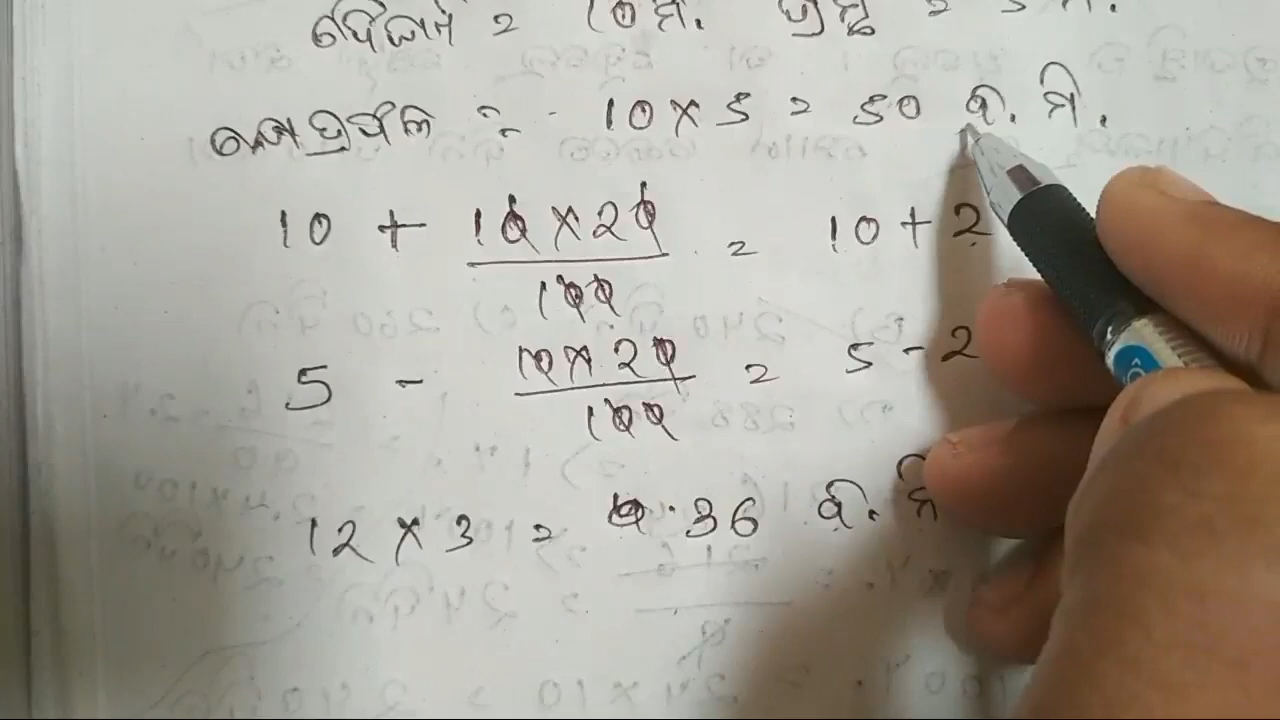 ଦୈର୍ଘ୍ୟ = 10 ମି. ପ୍ରସ୍ଥ = 5 ମି.
କ୍ଷେତ୍ରଫଳ = 10 x 5 = 50 ବ. ମି.
10 + 10 x 20 / 100 = 10 + 2
5 - 10 x 20 / 100 = 5 - 2
12 x 3 = 36 ବ. ମି